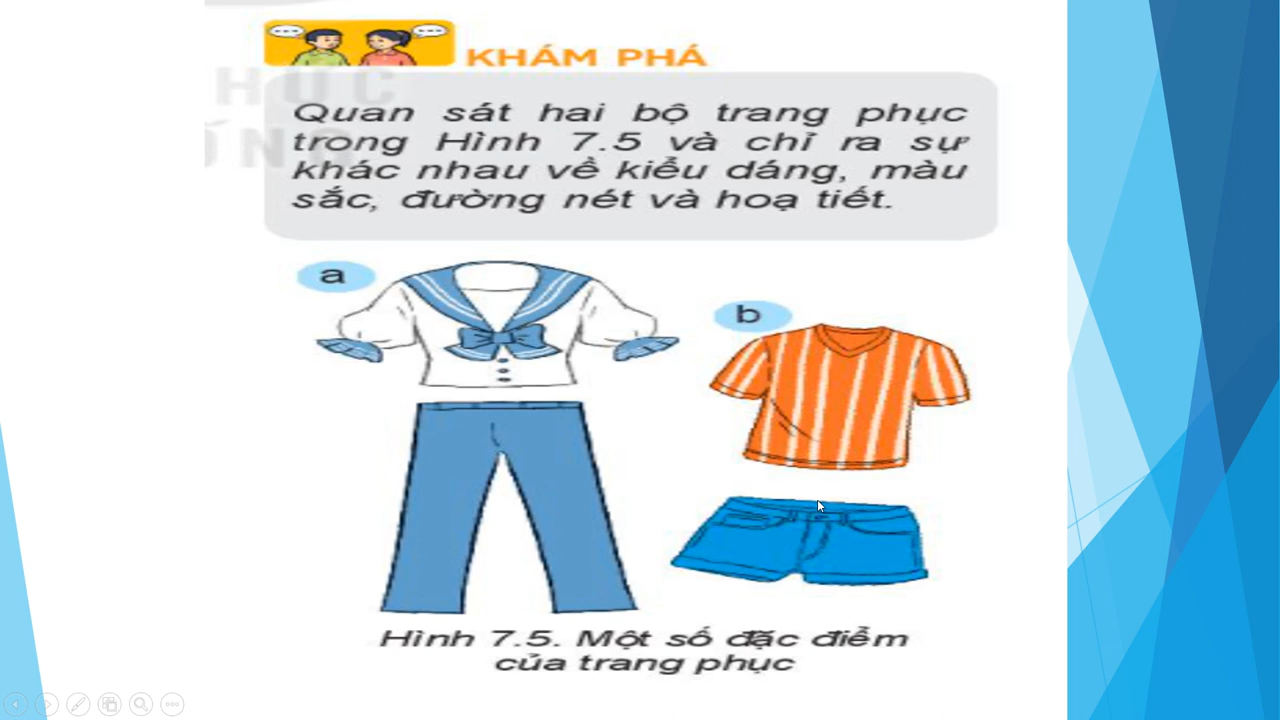 KHÁM PHÁ
Quan sát hai bộ trang phục
trong Hình 7.5 và chỉ ra sự
khác nhau về kiểu dáng, màu
sắc, đường nét và hoạ tiết.
a
b
Hình 7.5. Một số đặc điểm
của trang phục